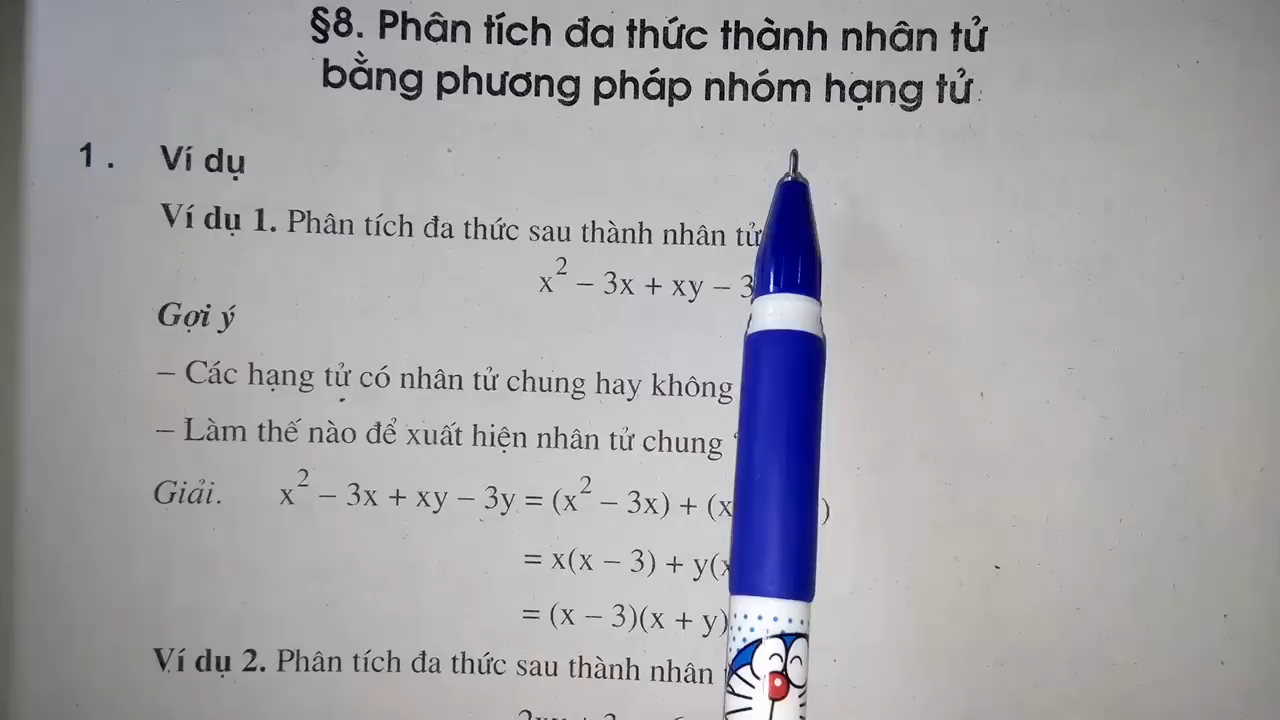 §8. Phân tích đa thức thành nhân tử
bằng phương pháp nhóm hạng tử
1. Ví dụ
Ví dụ 1. Phân tích đa thức sau thành nhân tử
x² – 3x + xy – 3
Gợi ý
– Các hạng tử có nhân tử chung hay không
– Làm thế nào để xuất hiện nhân tử chung
Giải. x² – 3x + xy – 3y = (x² – 3x) + (x )
= x(x – 3) + y(x
= (x – 3)(x + y)
Ví dụ 2. Phân tích đa thức sau thành nhân